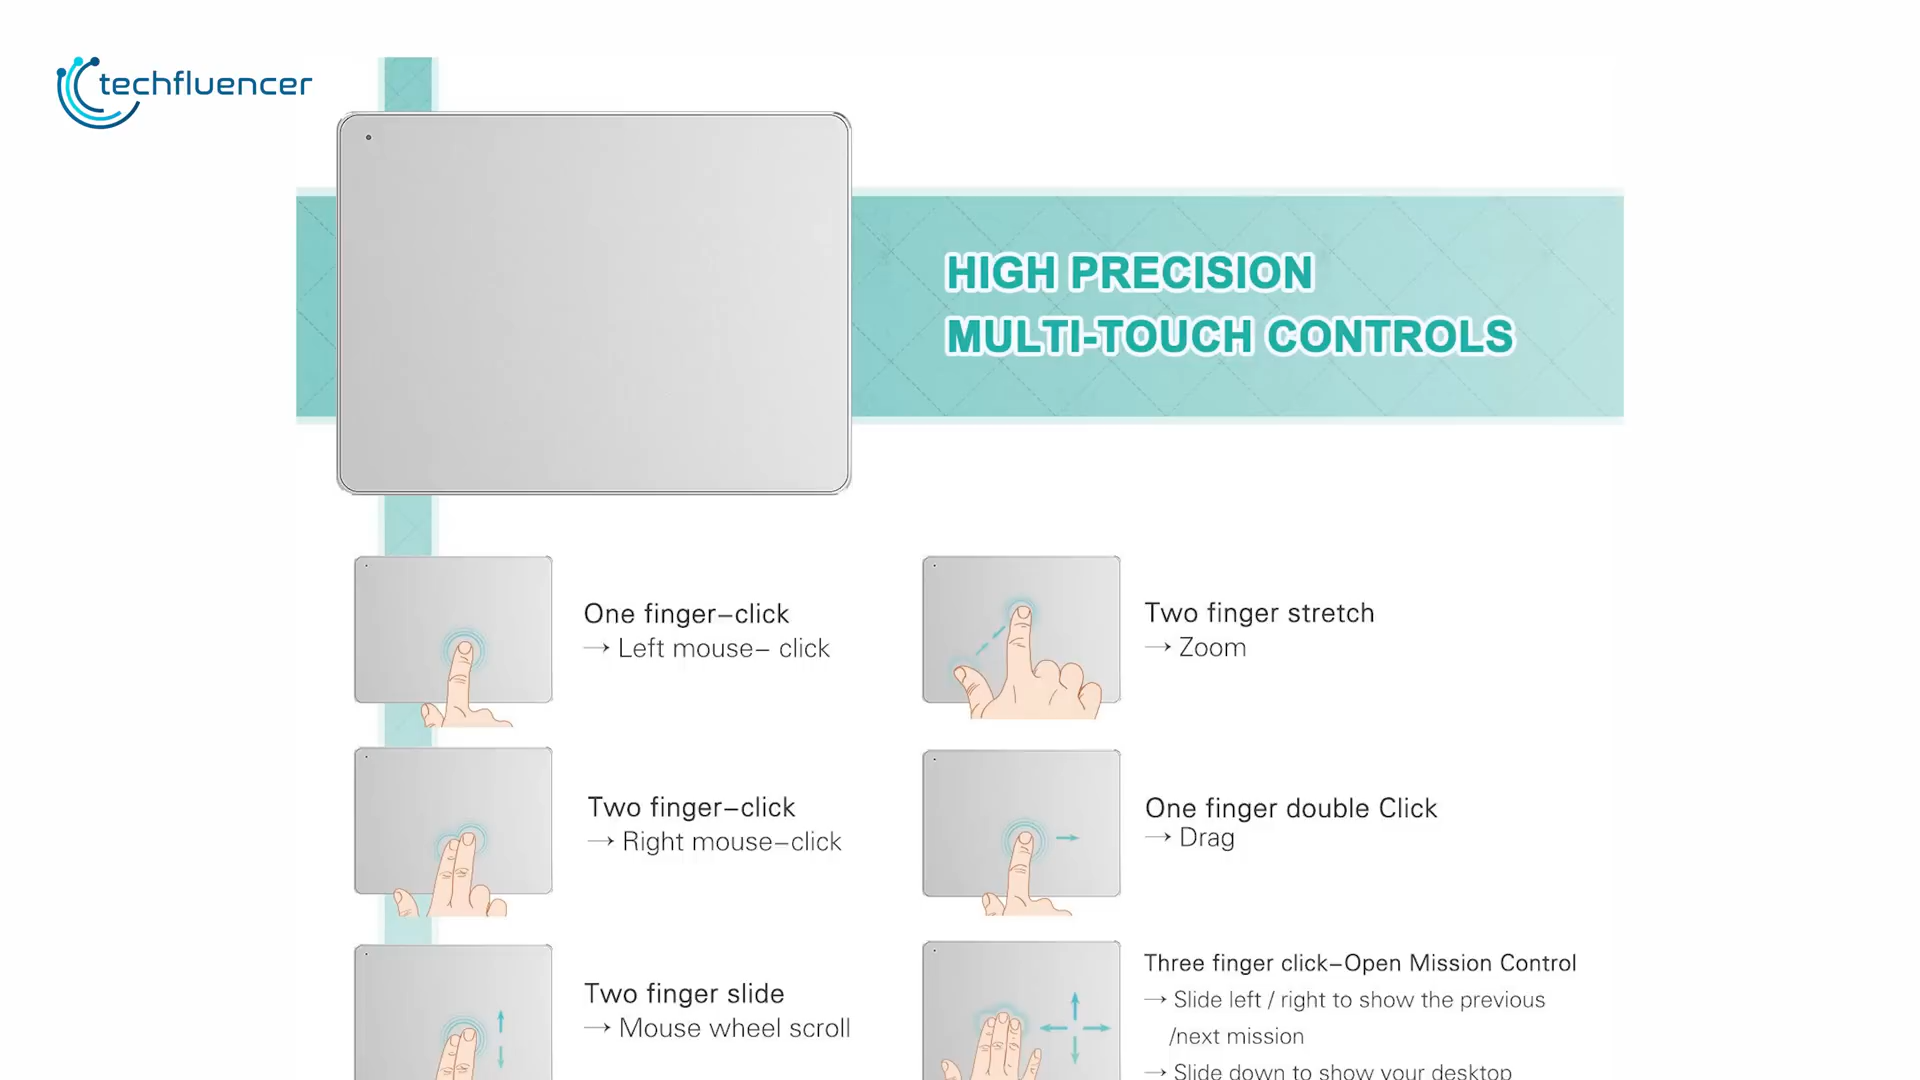 techfluencer
HIGH PRECISION
MULTI-TOUCH CONTROLS
One finger-click
→ Left mouse- click
Two finger stretch
→ Zoom
Two finger-click
→ Right mouse-click
One finger double Click
→ Drag
Two finger slide
→ Mouse wheel scroll
Three finger click-Open Mission Control
→ Slide left / right to show the previous
/next mission
→ Slide down to show your desktop